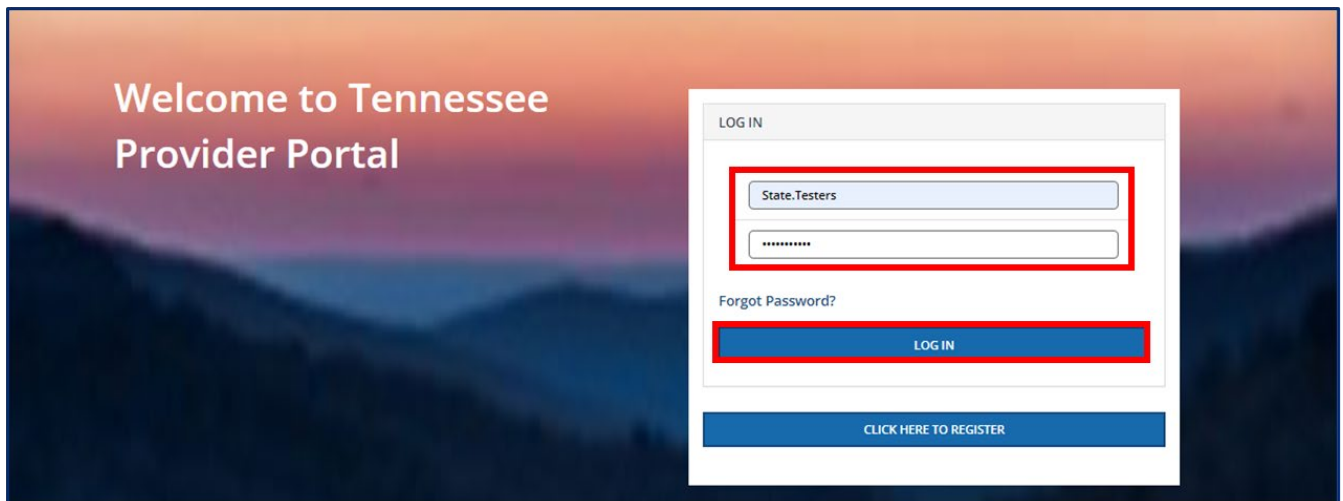 Welcome to Tennessee
Provider Portal
LOG IN
State.Testers
•••••••••••
Forgot Password?
LOG IN
CLICK HERE TO REGISTER